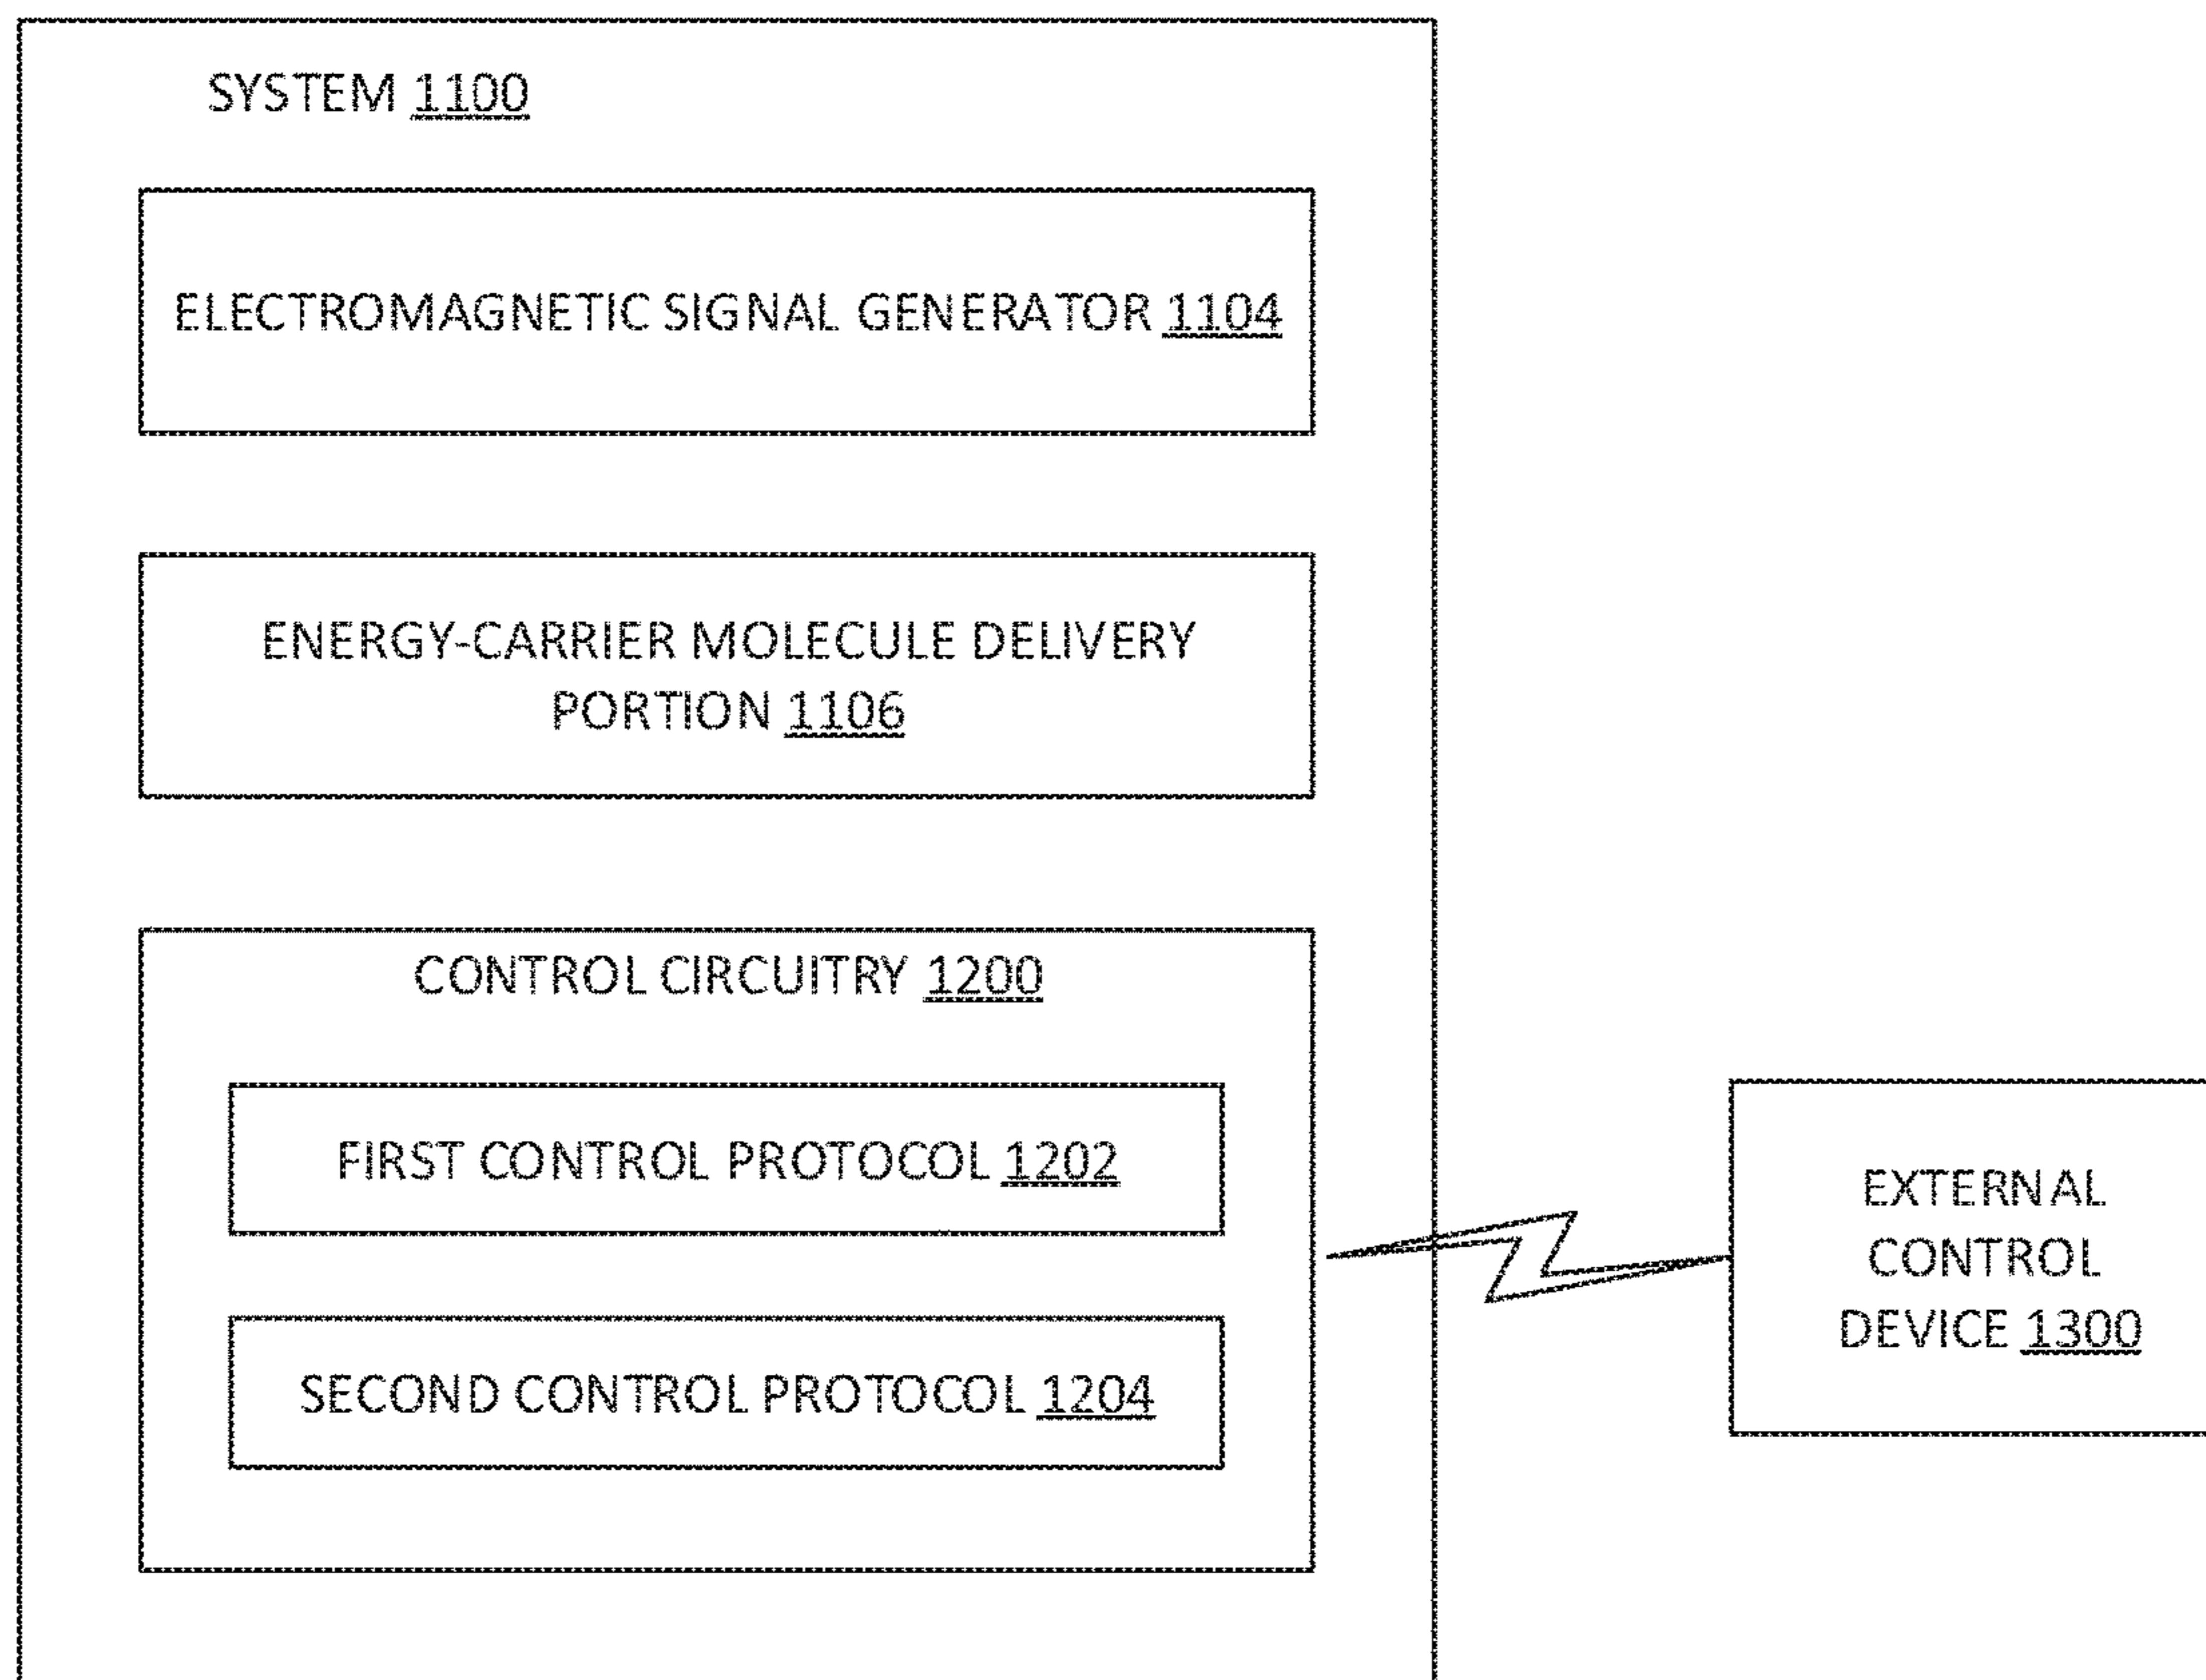 SYSTEM 1100
ELECTROMAGNETIC SIGNAL GENERATOR 1104
ENERGY-CARRIER MOLECULE DELIVERY
PORTION 1106
CONTROL CIRCUITRY 1200
FIRST CONTROL PROTOCOL 1202
SECOND CONTROL PROTOCOL 1204
EXTERNAL
CONTROL
DEVICE 1300